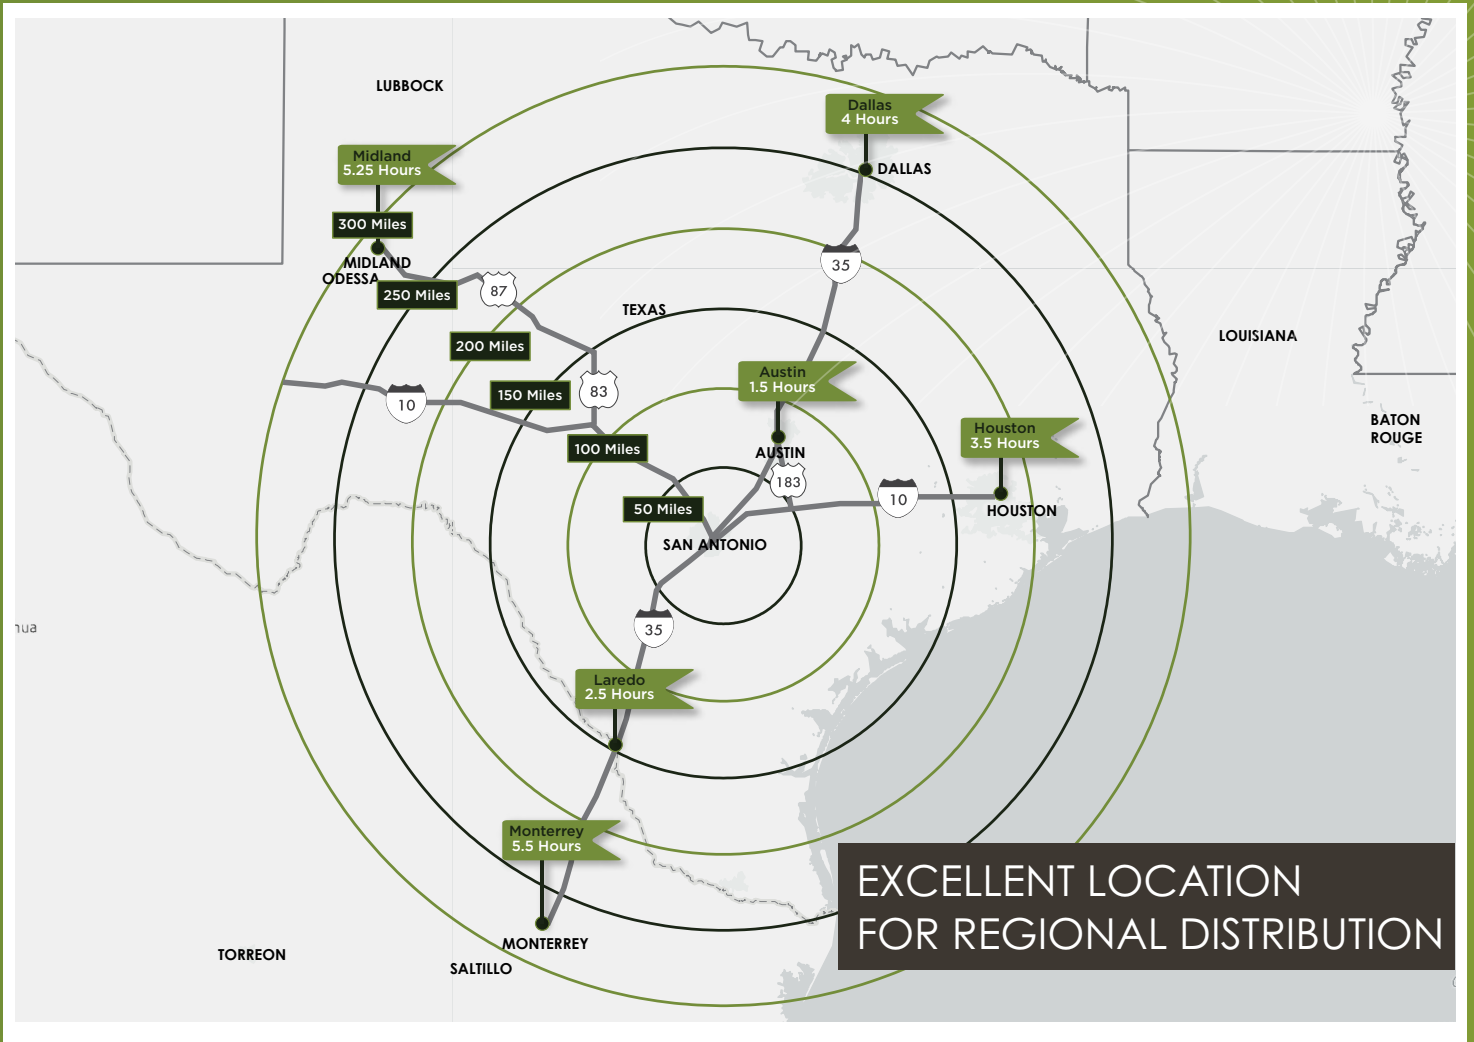 LUBBOCK
Dallas
4 Hours
Midland
5.25 Hours
DALLAS
300 Miles
MIDLAND
ODESSA
35
250 Miles
87
TEXAS
LOUISIANA
200 Miles
Austin
1.5 Hours
150 Miles
83
10
BATON
ROUGE
Houston
3.5 Hours
100 Miles
AUSTIN
183
10
50 Miles
HOUSTON
SAN ANTONIO
35
Laredo
2.5 Hours
Monterrey
5.5 Hours
EXCELLENT LOCATION
FOR REGIONAL DISTRIBUTION
MONTERREY
TORREON
SALTILLO